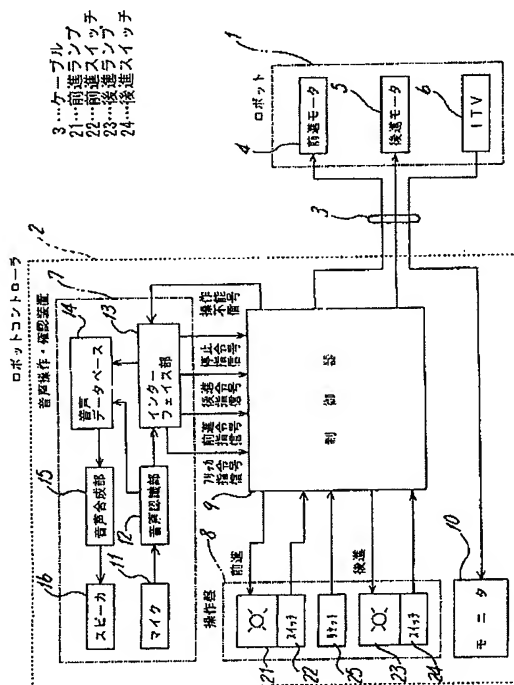 3…ケーブル
21…前進ランプ
22…前進スイッチ
23…後進ランプ
24…後進スイッチ
ロボットコントローラ
2
音声操作・確認装置
7
スピーカ
16
音声合成部
15
音声データベース
14
マイク
11
音声認識部
12
インターフェイス部
13
操作不能信号
停止指令信号
後進指令信号
前進指令信号
指令信号
9
制御器
8
操作器
前進
後進
21
スイッチ
22
リセット
25
23
スイッチ
24
モニタ
10
3
ロボット
1
前進モータ
4
後進モータ
5
ITV
6